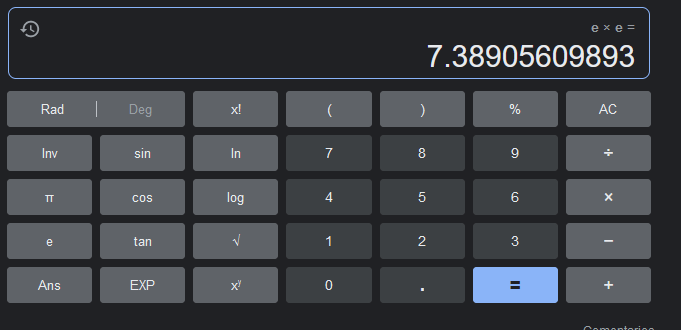 e × e =
7.38905609893
Rad | Deg x! ( ) % AC
Inv sin ln 7 8 9 ÷
π cos log 4 5 6 ×
e tan √ 1 2 3 −
Ans EXP xʸ 0 . = +